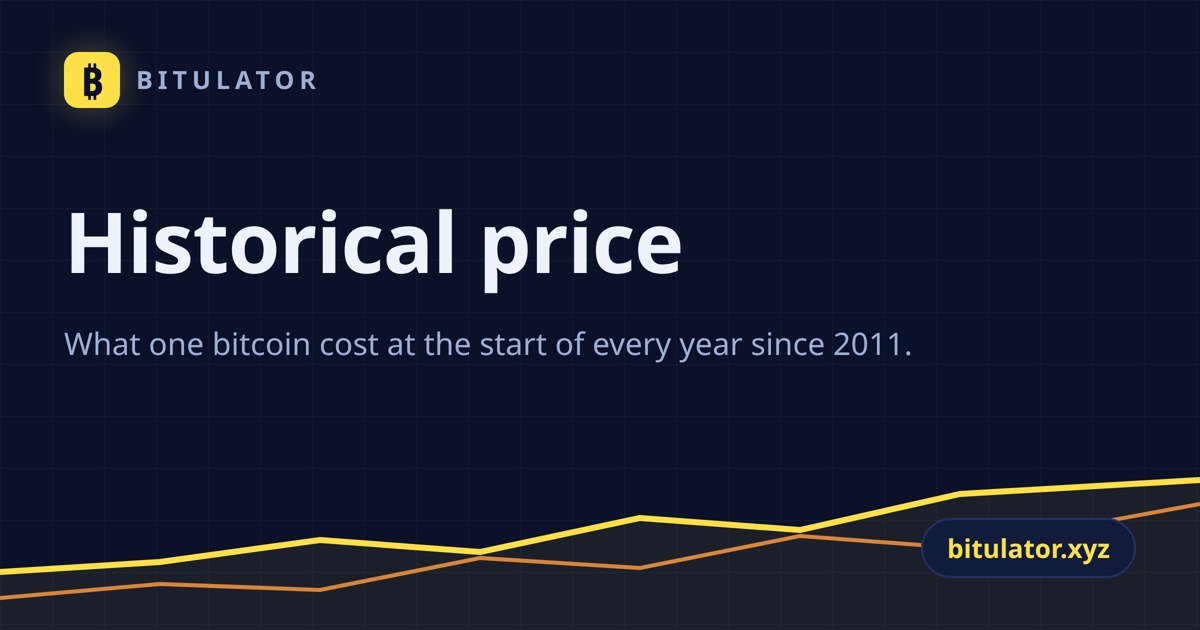 BITULATOR
Historical price
What one bitcoin cost at the start of every year since 2011.
bitulator.xyz